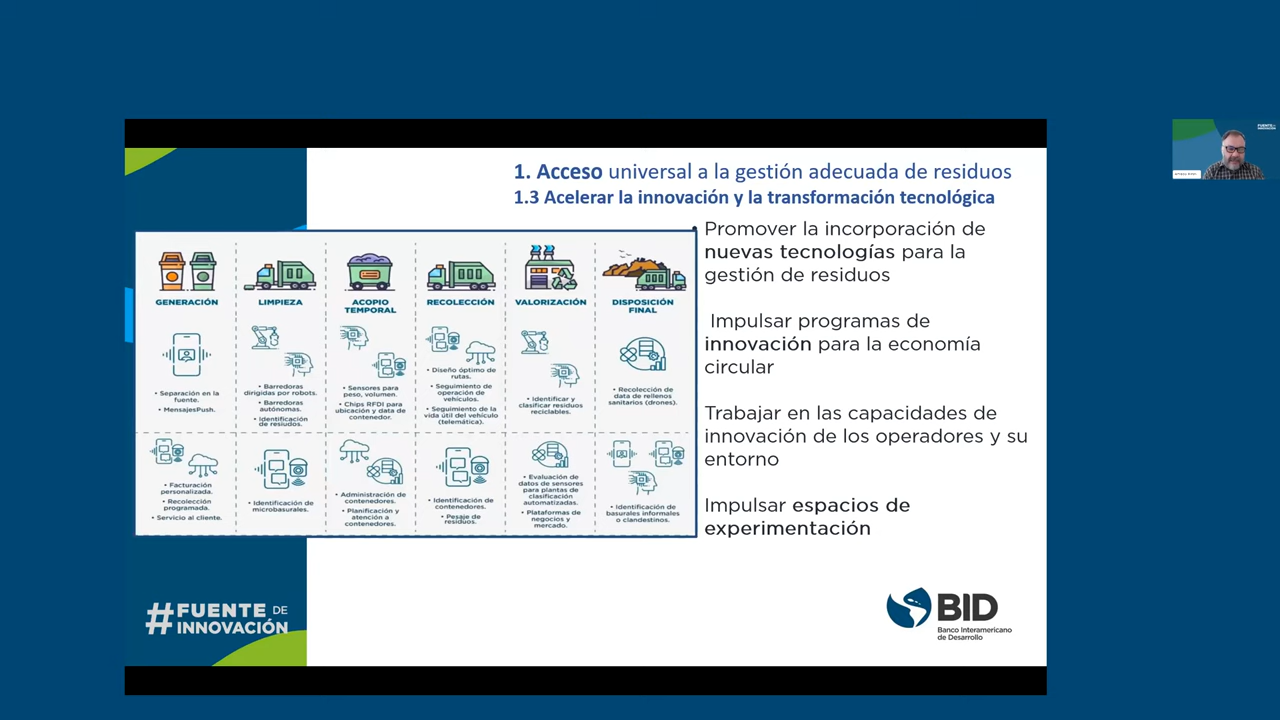 1. Acceso universal a la gestión adecuada de residuos
1.3 Acelerar la innovación y la transformación tecnológica
GENERACIÓN
• Separación en la
fuente.
• MensajesPush.
• Facturación
personalizada.
• Recolección
programada.
• Servicio al cliente.
LIMPIEZA
• Barredoras
dirigidas por robots.
• Barredoras
autónomas.
• Identificación
de residuos.
• Identificación de
microbasurales.
ACOPIO
TEMPORAL
• Sensores para
peso, volumen.
• Chips RFDI para
ubicación y data de
contenedor.
• Administración de
contenedores.
• Planificación y
atención a
contenedores.
RECOLECCIÓN
• Diseño óptimo de
rutas.
• Seguimiento de
operación de
vehículos.
• Seguimiento de la
vida útil del vehículo
(telemática).
• Identificación de
contenedores.
• Pesaje de
residuos.
VALORIZACIÓN
• Identificar y
clasificar residuos
reciclables.
• Evaluación de
datos de sensores
para plantas de
clasificación
automatizadas.
• Plataformas de
negocios y
mercado.
DISPOSICIÓN
FINAL
• Recolección de
data de rellenos
sanitarios (drones).
• Identificación de
basurales informales
o clandestinos.
• Promover la incorporación de
nuevas tecnologías para la
gestión de residuos
Impulsar programas de
innovación para la economía
circular
Trabajar en las capacidades de
innovación de los operadores y su
entorno
Impulsar espacios de
experimentación
#FUENTE DE
INNOVACIÓN
BID
Banco Interamericano
de Desarrollo